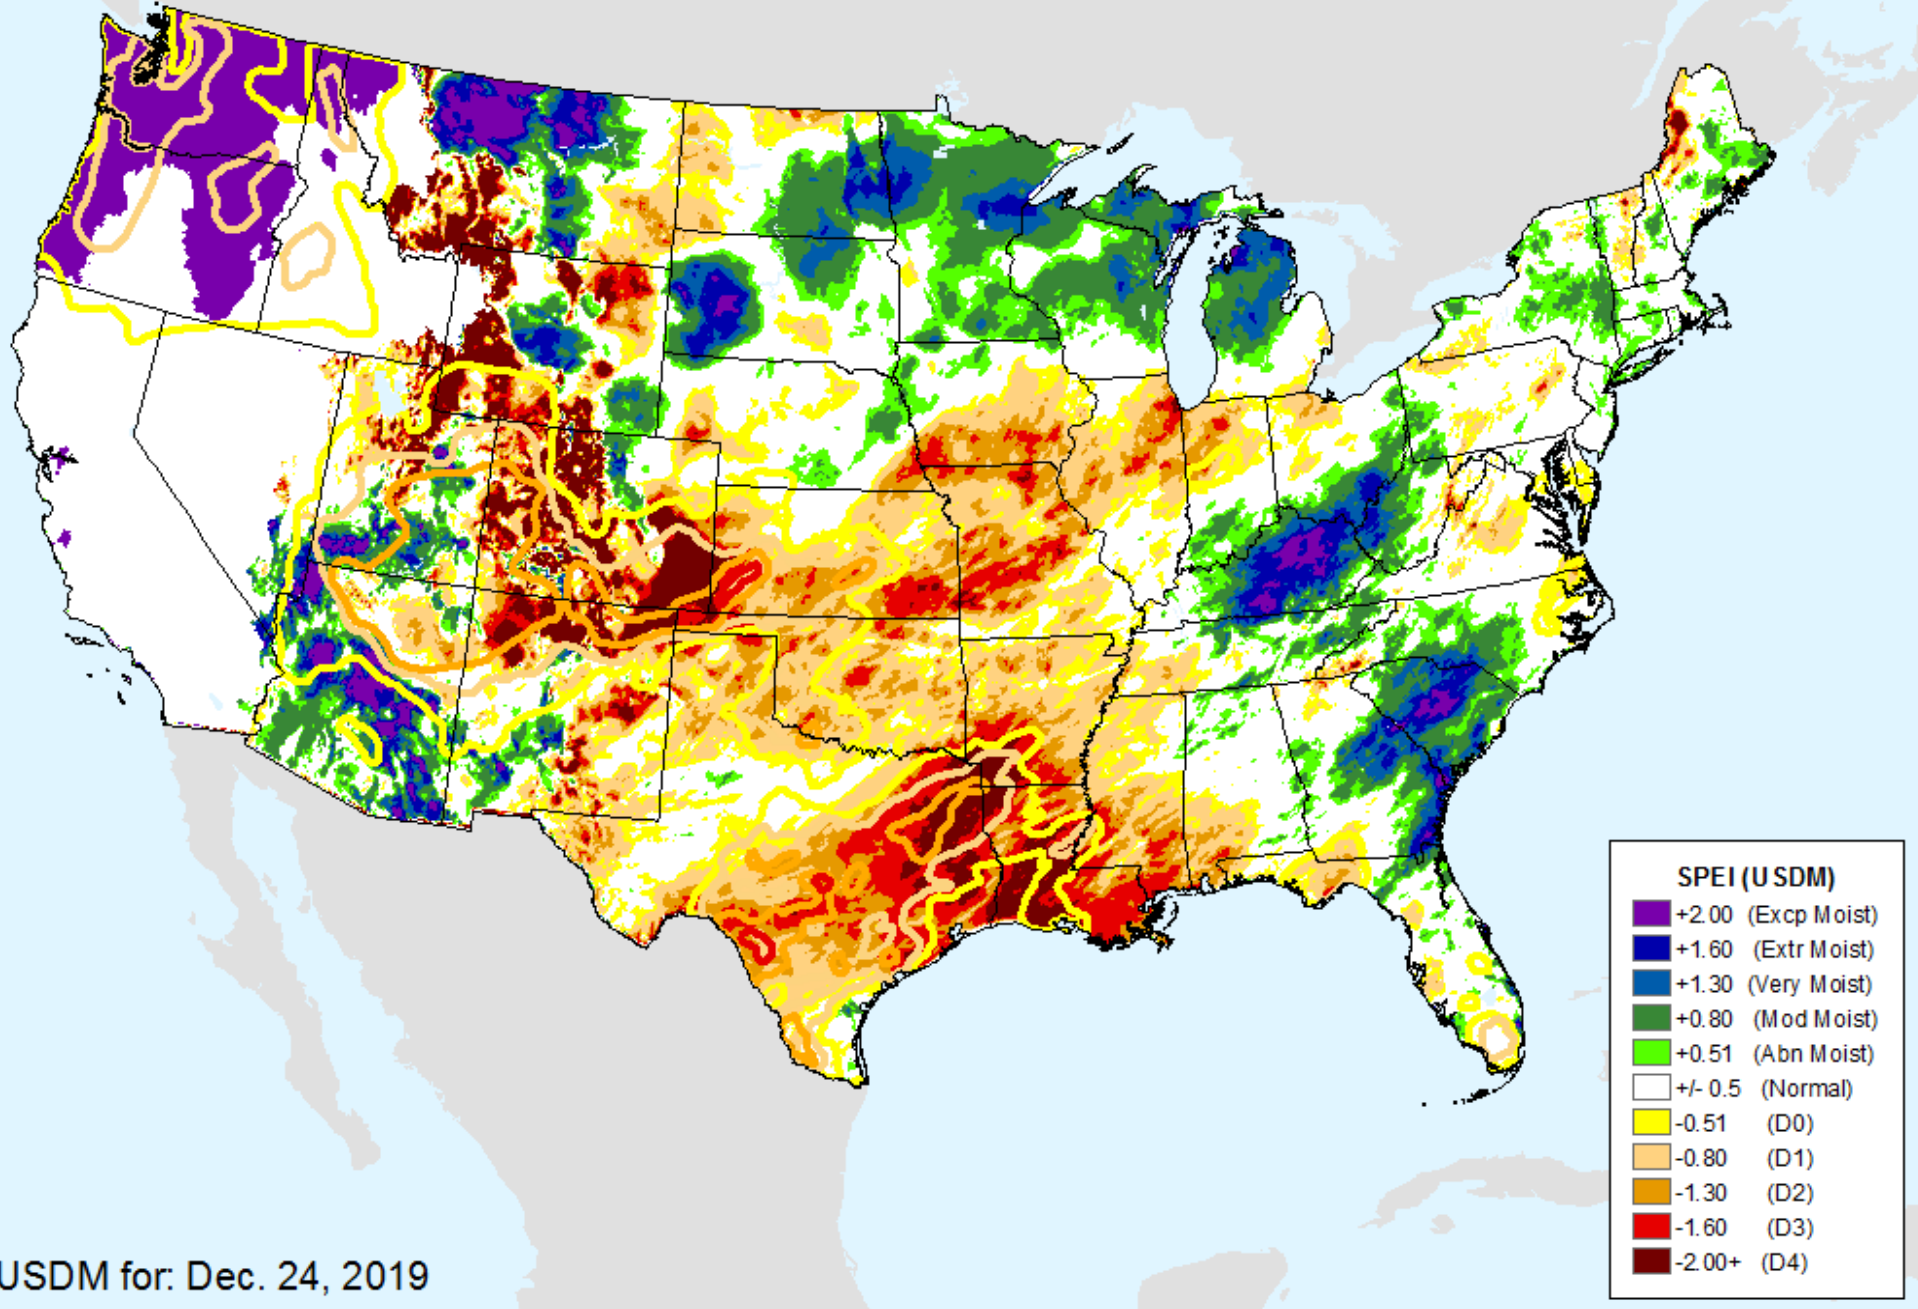 SPEI (USDM)
+2.00 (Excp Moist)
+1.60 (Extr Moist)
+1.30 (Very Moist)
+0.80 (Mod Moist)
+0.51 (Abn Moist)
+/- 0.5 (Normal)
-0.51 (D0)
-0.80 (D1)
-1.30 (D2)
-1.60 (D3)
-2.00+ (D4)
USDM for: Dec. 24, 2019